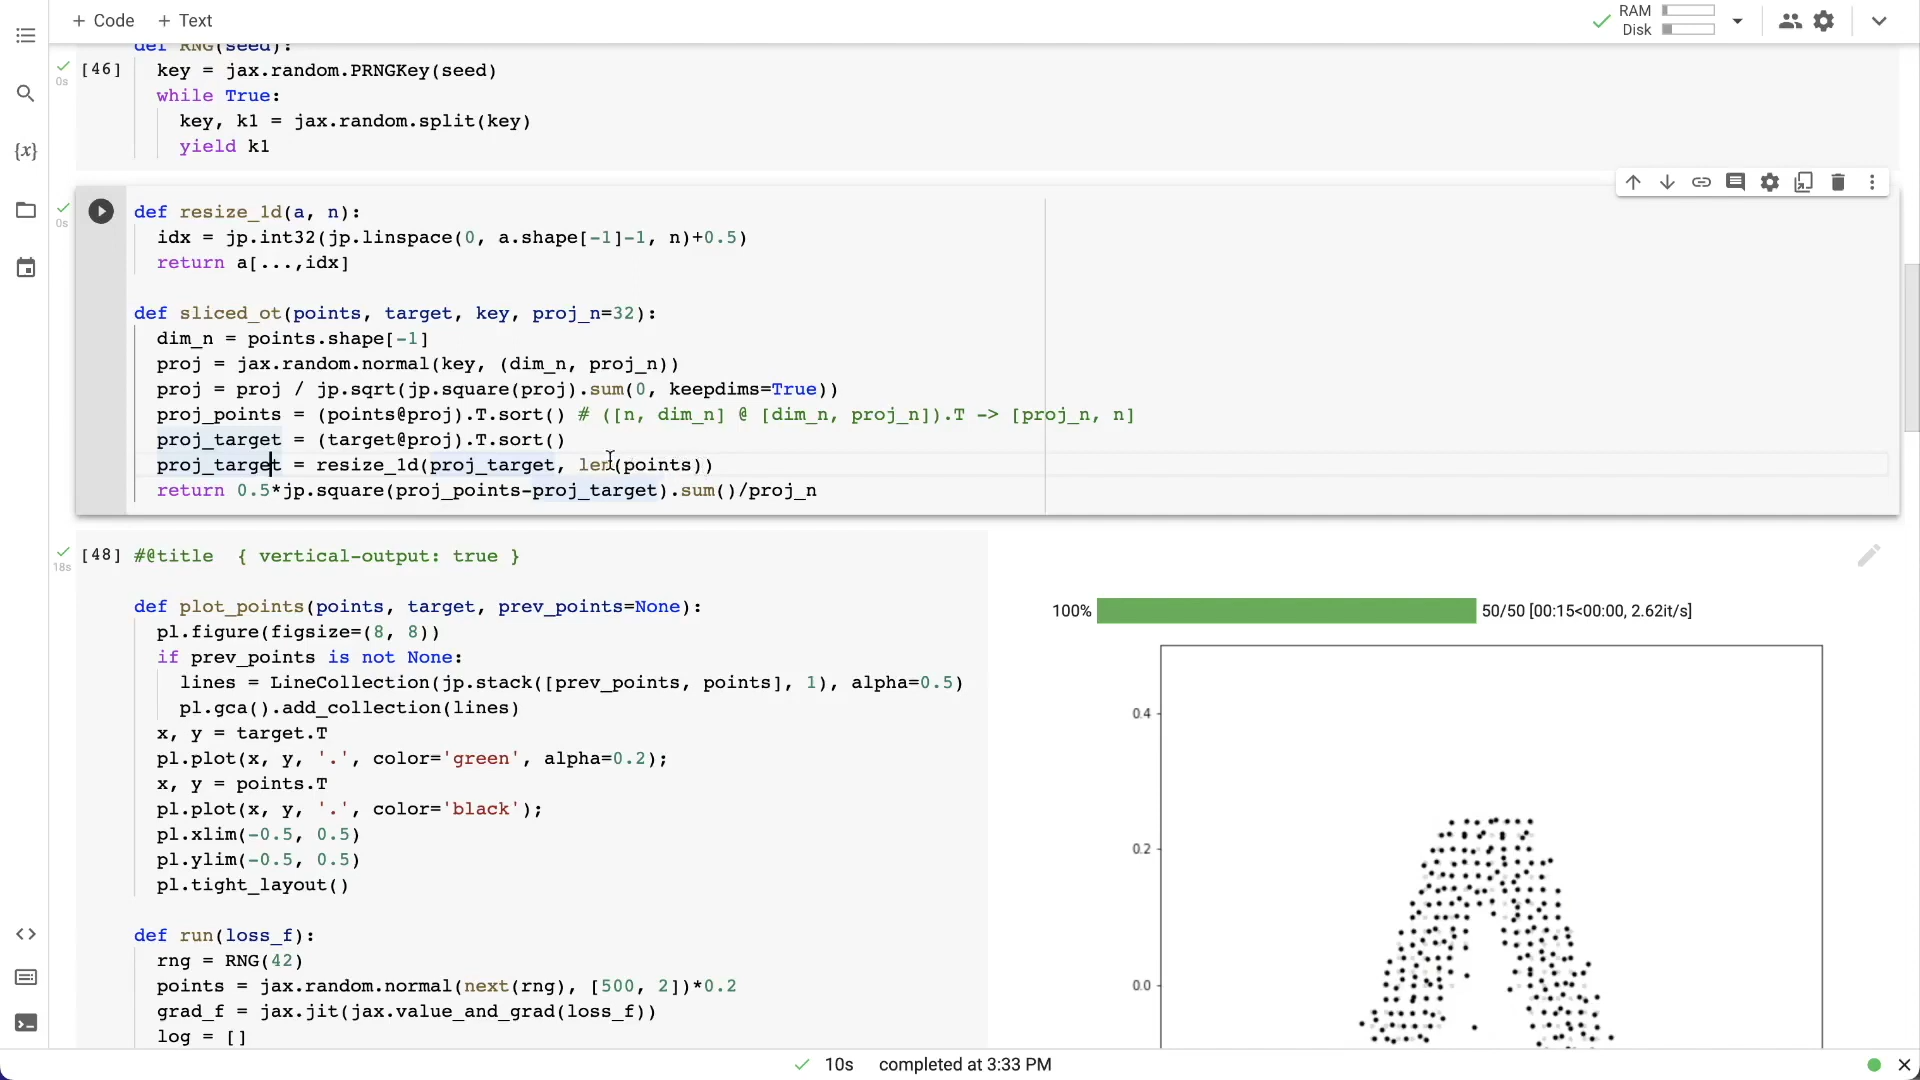 + Code + Text
RAM
Disk
def RNG(seed):
[46] key = jax.random.PRNGKey(seed)
0s
while True:
key, k1 = jax.random.split(key)
yield k1
{x}
def resize_1d(a, n):
0s
idx = jp.int32(jp.linspace(0, a.shape[-1]-1, n)+0.5)
return a[...,idx]
def sliced_ot(points, target, key, proj_n=32):
dim_n = points.shape[-1]
proj = jax.random.normal(key, (dim_n, proj_n))
proj = proj / jp.sqrt(jp.square(proj).sum(0, keepdims=True))
proj_points = (points@proj).T.sort() # ([n, dim_n] @ [dim_n, proj_n]).T -> [proj_n, n]
proj_target = (target@proj).T.sort()
proj_target = resize_1d(proj_target, len(points))
return 0.5*jp.square(proj_points-proj_target).sum()/proj_n
[48] #@title { vertical-output: true }
18s
def plot_points(points, target, prev_points=None):
pl.figure(figsize=(8, 8))
if prev_points is not None:
lines = LineCollection(jp.stack([prev_points, points], 1), alpha=0.5)
pl.gca().add_collection(lines)
x, y = target.T
pl.plot(x, y, '.', color='green', alpha=0.2);
x, y = points.T
pl.plot(x, y, '.', color='black');
pl.xlim(-0.5, 0.5)
pl.ylim(-0.5, 0.5)
pl.tight_layout()
def run(loss_f):
rng = RNG(42)
points = jax.random.normal(next(rng), [500, 2])*0.2
grad_f = jax.jit(jax.value_and_grad(loss_f))
log = []
100% 50/50 [00:15<00:00, 2.62it/s]
0.4
0.2
0.0
10s completed at 3:33 PM